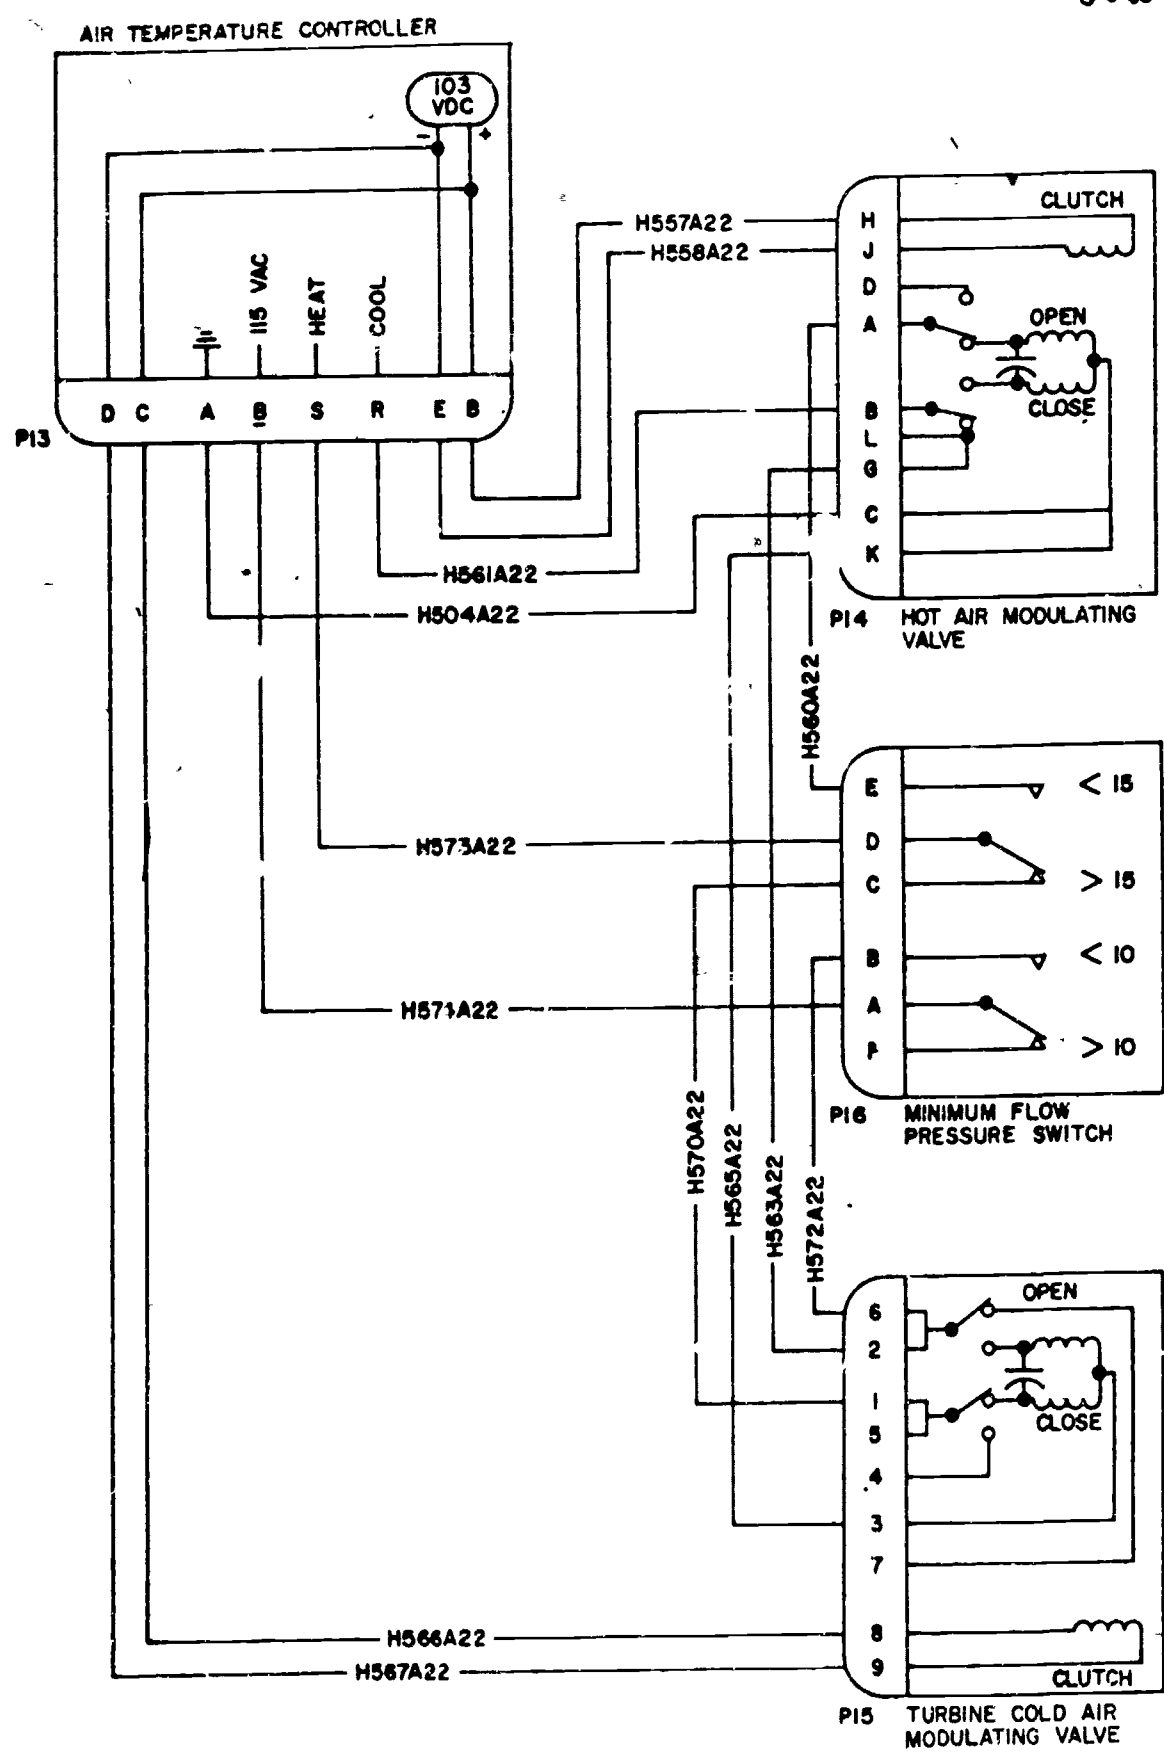 AIR TEMPERATURE CONTROLLER
103
VDC
-
+
115 VAC
HEAT
COOL
D C A B S R E B
P13
H557A22
H558A22
H561A22
H504A22
H
J
D
A
B
L
G
C
K
CLUTCH
OPEN
CLOSE
P14
HOT AIR MODULATING
VALVE
H560A22
H573A22
H571A22
E
D
C
B
A
F
< 15
> 15
< 10
> 10
P16
MINIMUM FLOW
PRESSURE SWITCH
H570A22
H565A22
H563A22
H572A22
6
2
1
5
4
3
7
8
9
OPEN
CLOSE
CLUTCH
H566A22
H567A22
P15
TURBINE COLD AIR
MODULATING VALVE